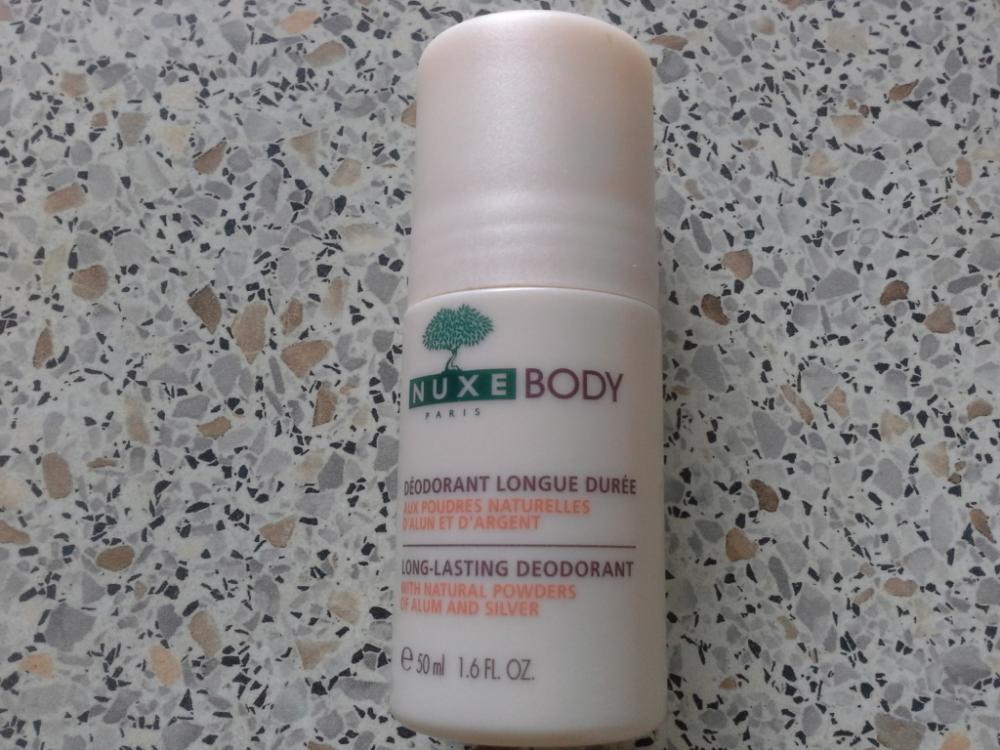 NUXE BODY
PARIS
DÉODORANT LONGUE DURÉE
AUX POUDRES NATURELLES
D'ALUN ET D'ARGENT
LONG-LASTING DEODORANT
WITH NATURAL POWDERS
OF ALUM AND SILVER
℮ 50 ml 1.6 FL. OZ.